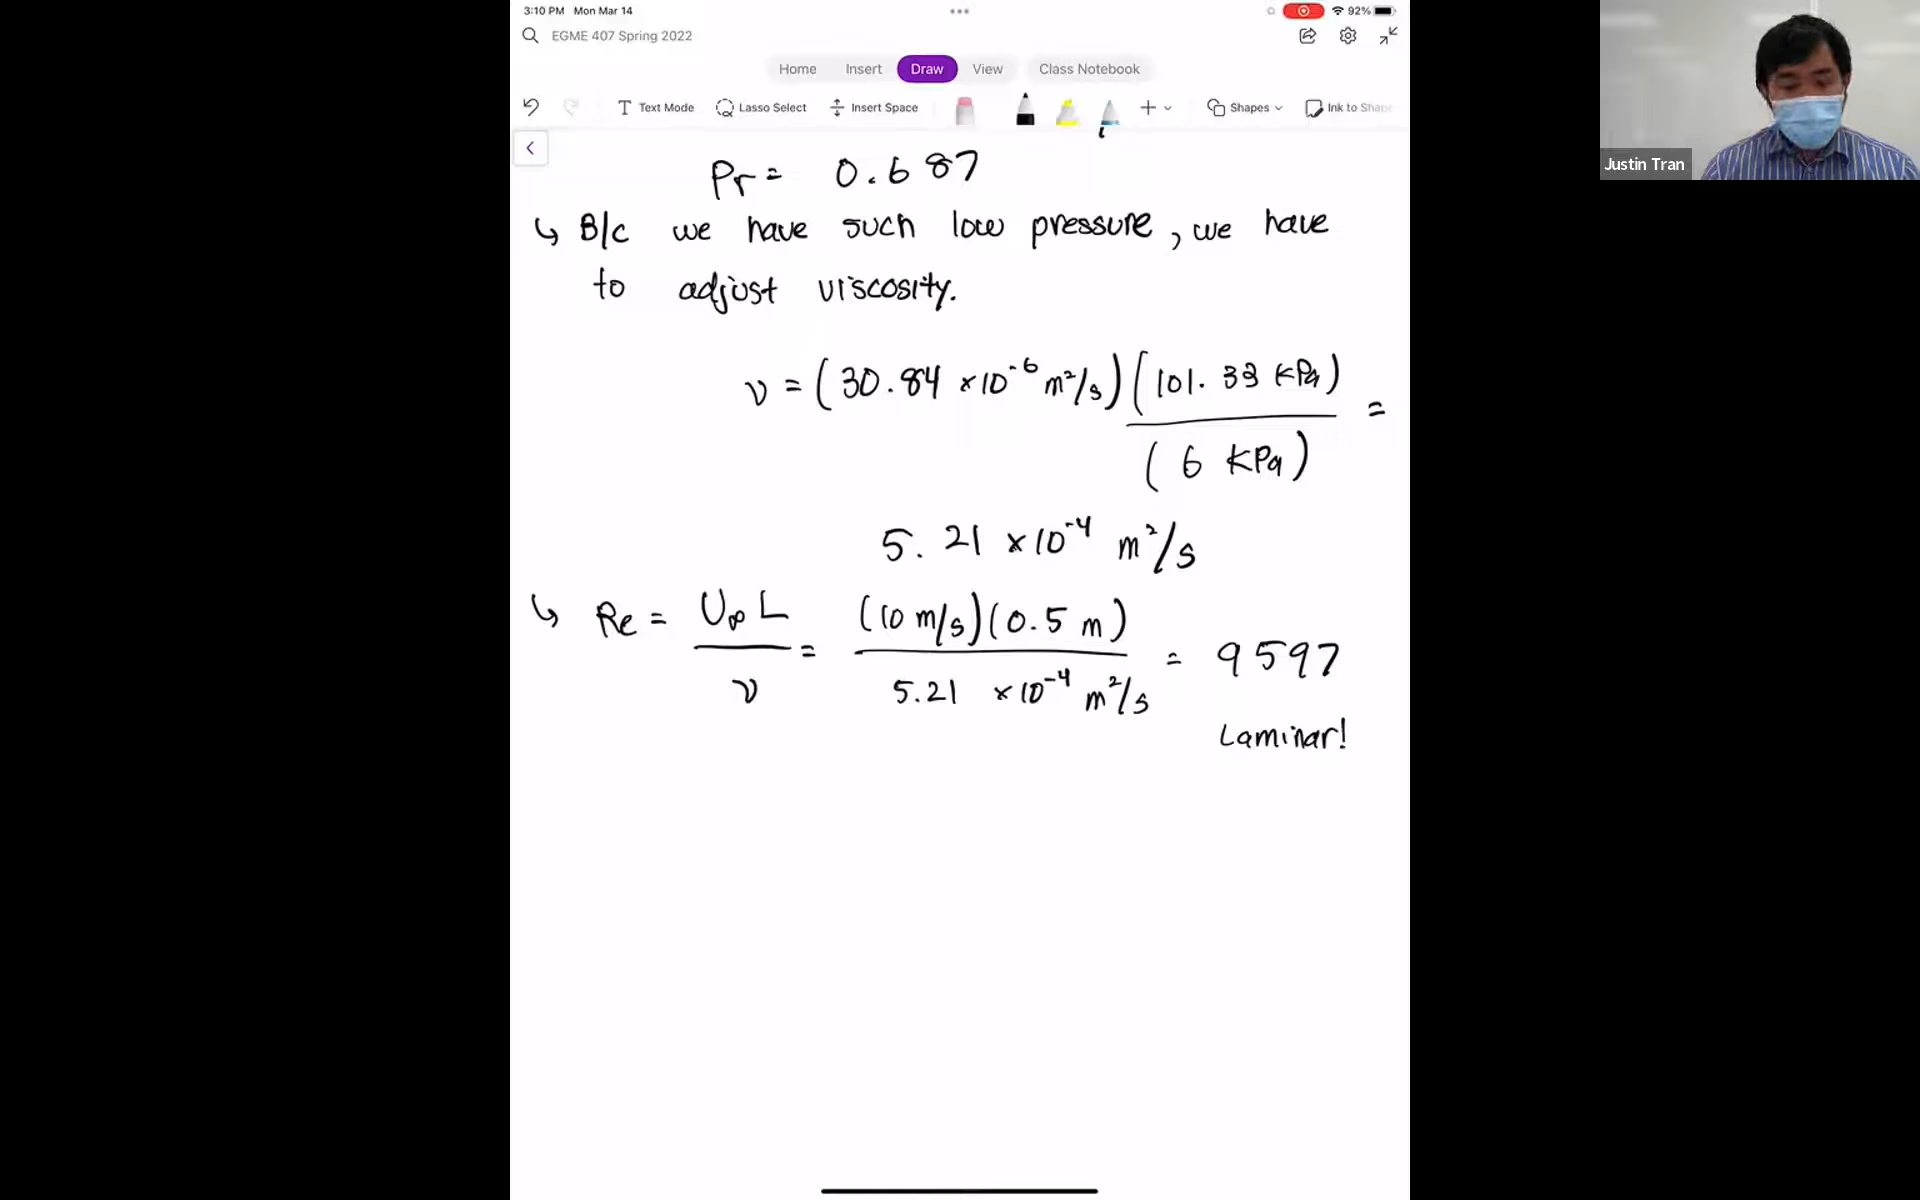 3:10 PM Mon Mar 14
92%
EGME 407 Spring 2022
Home Insert Draw View Class Notebook
Text Mode Lasso Select Insert Space Shapes Ink to Shape
Justin Tran
Pr = 0.687
↳ B/c we have such low pressure, we have
to adjust viscosity.
ν = (30.84 ×10⁻⁶ m²/s) (101.33 KPa) =
(6 KPa)
5.21 ×10⁻⁴ m²/s
↳ Re = U∞ L / ν = (10 m/s)(0.5 m) / 5.21 ×10⁻⁴ m²/s = 9597
Laminar!